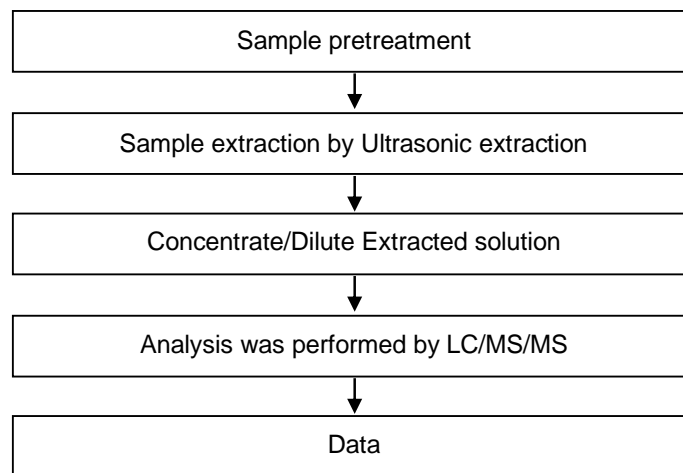 Sample pretreatment
Sample extraction by Ultrasonic extraction
Concentrate/Dilute Extracted solution
Analysis was performed by LC/MS/MS
Data